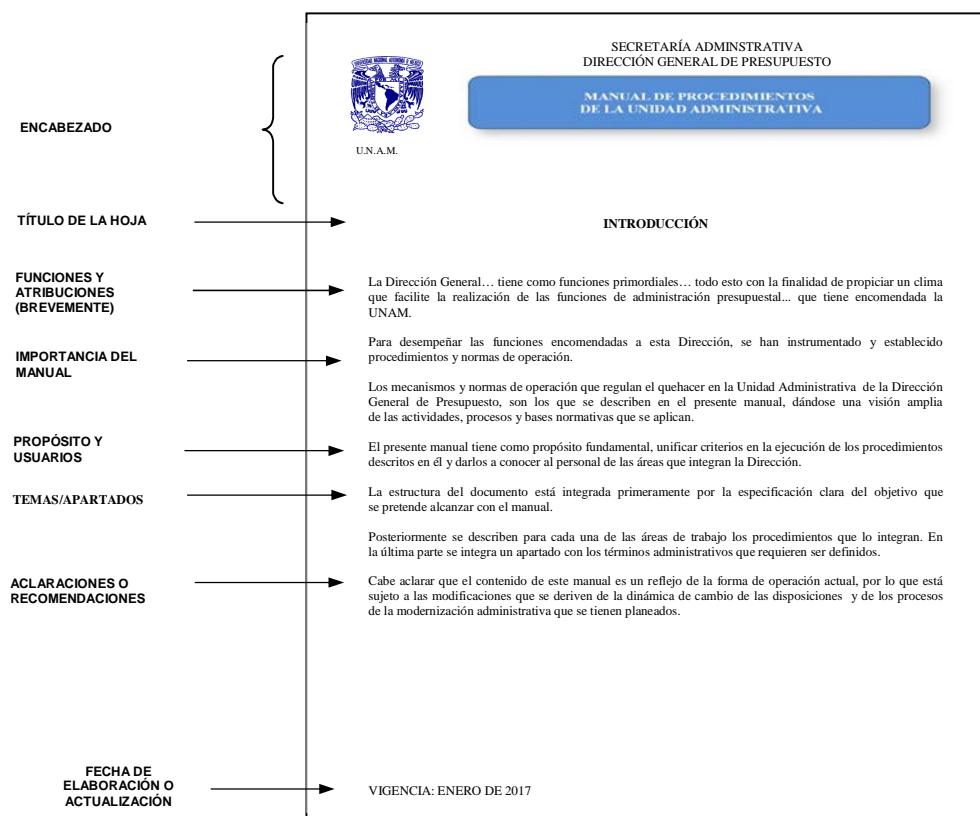 SECRETARÍA ADMINSTRATIVA
DIRECCIÓN GENERAL DE PRESUPUESTO
MANUAL DE PROCEDIMIENTOS
DE LA UNIDAD ADMINISTRATIVA
ENCABEZADO
U.N.A.M.
TÍTULO DE LA HOJA
INTRODUCCIÓN
FUNCIONES Y
ATRIBUCIONES
(BREVEMENTE)
La Dirección General… tiene como funciones primordiales… todo esto con la finalidad de propiciar un clima
que facilite la realización de las funciones de administración presupuestal... que tiene encomendada la
UNAM.
IMPORTANCIA DEL
MANUAL
Para desempeñar las funciones encomendadas a esta Dirección, se han instrumentado y establecido
procedimientos y normas de operación.
Los mecanismos y normas de operación que regulan el quehacer en la Unidad Administrativa de la Dirección
General de Presupuesto, son los que se describen en el presente manual, dándose una visión amplia
de las actividades, procesos y bases normativas que se aplican.
PROPÓSITO Y
USUARIOS
El presente manual tiene como propósito fundamental, unificar criterios en la ejecución de los procedimientos
descritos en él y darlos a conocer al personal de las áreas que integran la Dirección.
TEMAS/APARTADOS
La estructura del documento está integrada primeramente por la especificación clara del objetivo que
se pretende alcanzar con el manual.
Posteriormente se describen para cada una de las áreas de trabajo los procedimientos que lo integran. En
la última parte se integra un apartado con los términos administrativos que requieren ser definidos.
ACLARACIONES O
RECOMENDACIONES
Cabe aclarar que el contenido de este manual es un reflejo de la forma de operación actual, por lo que está
sujeto a las modificaciones que se deriven de la dinámica de cambio de las disposiciones y de los procesos
de la modernización administrativa que se tienen planeados.
FECHA DE
ELABORACIÓN O
ACTUALIZACIÓN
VIGENCIA: ENERO DE 2017